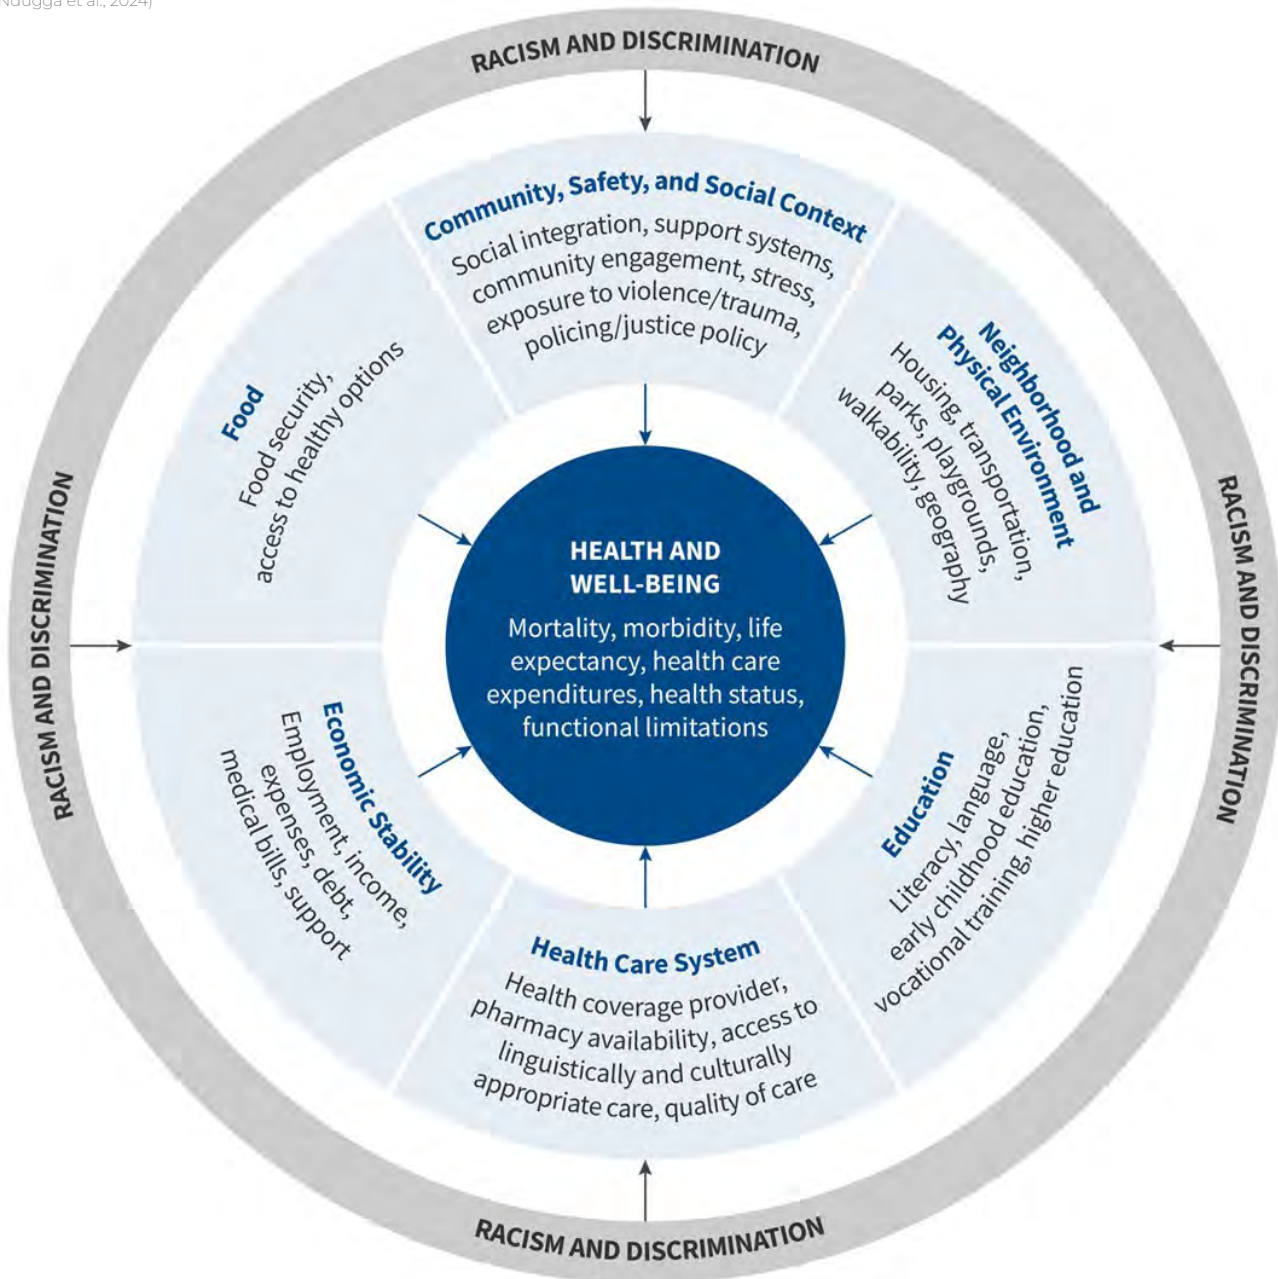 Ndugga et al., 2024)
RACISM AND DISCRIMINATION
Community, Safety, and Social Context
Social integration, support systems,
community engagement, stress,
exposure to violence/trauma,
policing/justice policy
Neighborhood and
Physical Environment
Housing, transportation,
parks, playgrounds,
walkability, geography
RACISM AND DISCRIMINATION
Education
Literacy, language,
early childhood education,
vocational training, higher education
Health Care System
Health coverage provider,
pharmacy availability, access to
linguistically and culturally
appropriate care, quality of care
RACISM AND DISCRIMINATION
Economic Stability
Employment, income,
expenses, debt,
medical bills, support
RACISM AND DISCRIMINATION
Food
Food security,
access to healthy options
HEALTH AND
WELL-BEING
Mortality, morbidity, life
expectancy, health care
expenditures, health status,
functional limitations